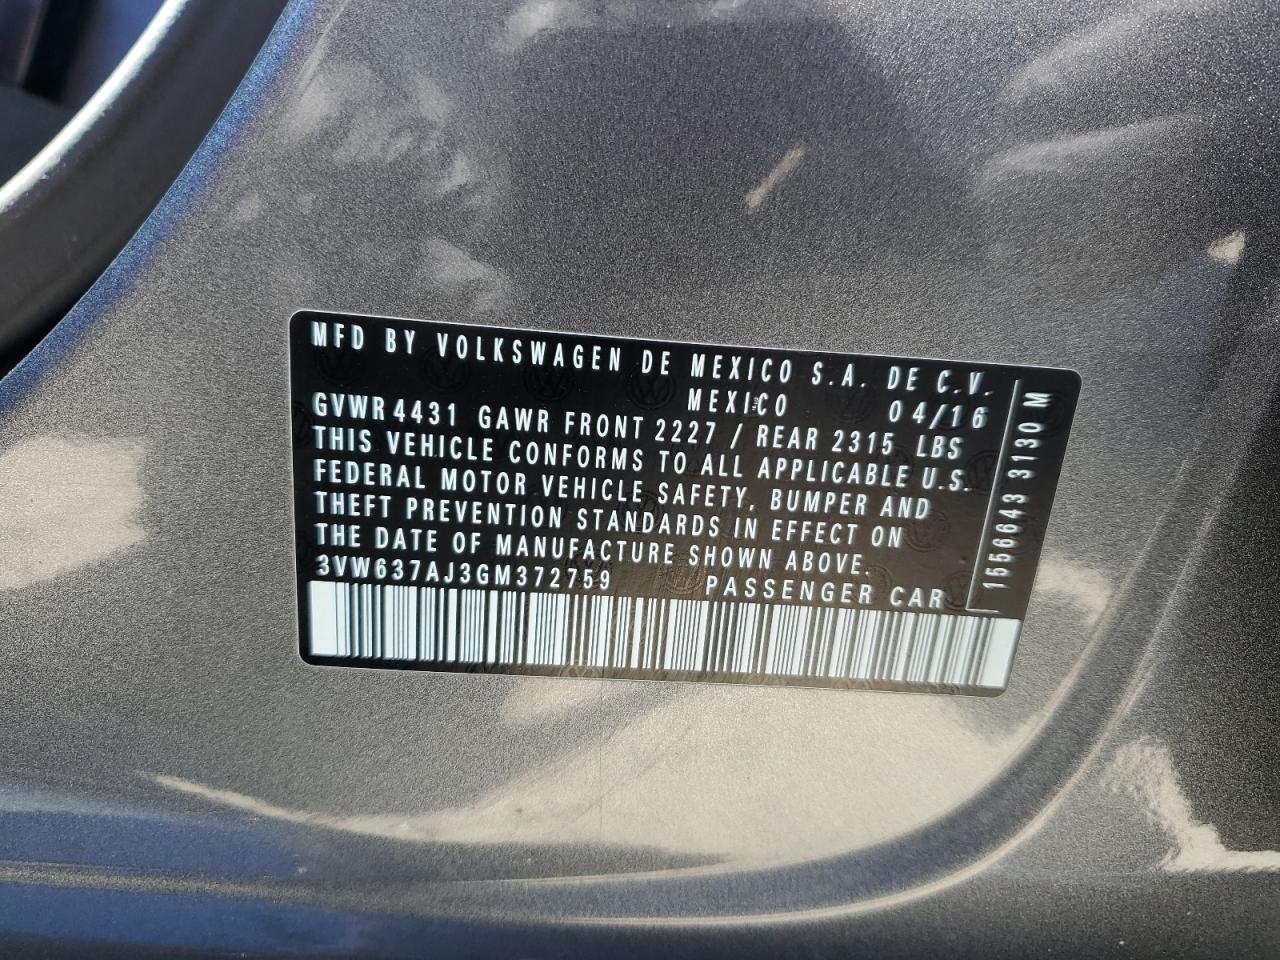 MFD BY VOLKSWAGEN DE MEXICO S.A. DE C.V.
MEXICO 04/16
GVWR4431 GAWR FRONT 2227 / REAR 2315 LBS
THIS VEHICLE CONFORMS TO ALL APPLICABLE U.S.
FEDERAL MOTOR VEHICLE SAFETY, BUMPER AND
THEFT PREVENTION STANDARDS IN EFFECT ON
THE DATE OF MANUFACTURE SHOWN ABOVE.
3VW637AJ3GM372759 PASSENGER CAR
1556643 3130 M